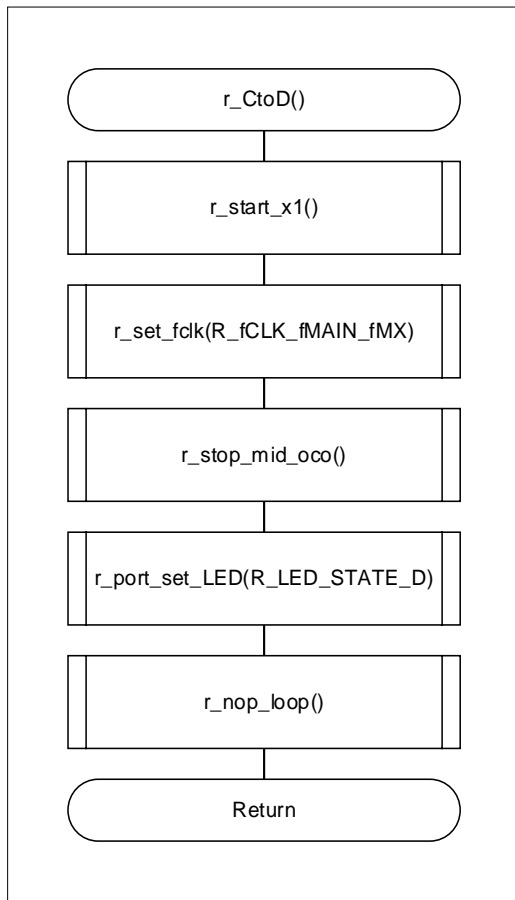 r_CtoD()
r_start_x1()
r_set_fclk(R_fCLK_fMAIN_fMX)
r_stop_mid_oco()
r_port_set_LED(R_LED_STATE_D)
r_nop_loop()
Return